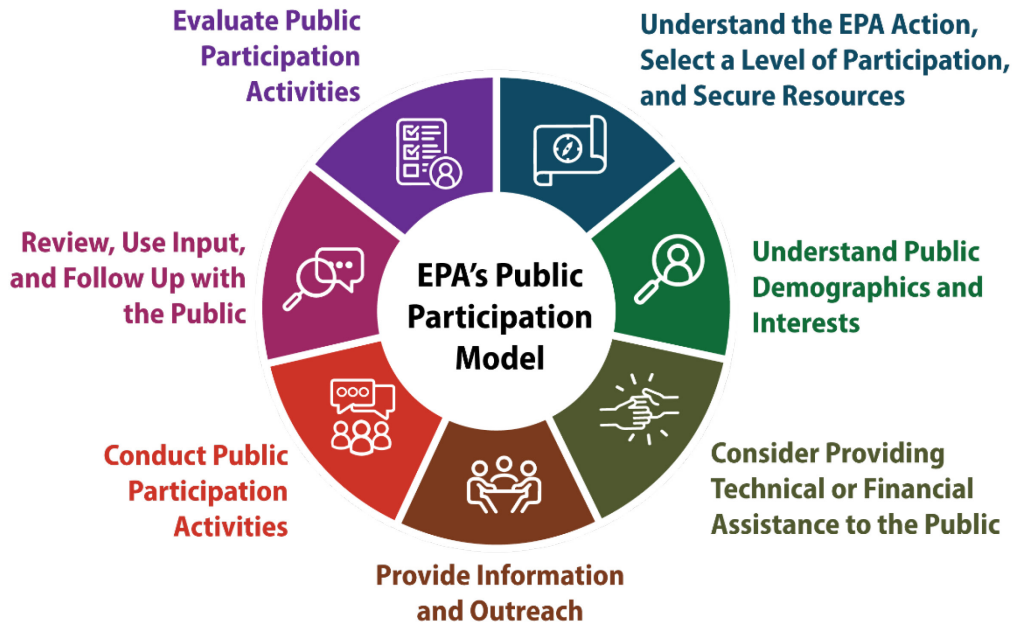 EPA's Public
Participation
Model
Understand the EPA Action,
Select a Level of Participation,
and Secure Resources
Understand Public
Demographics and
Interests
Consider Providing
Technical or Financial
Assistance to the Public
Provide Information
and Outreach
Conduct Public
Participation
Activities
Review, Use Input,
and Follow Up with
the Public
Evaluate Public
Participation
Activities